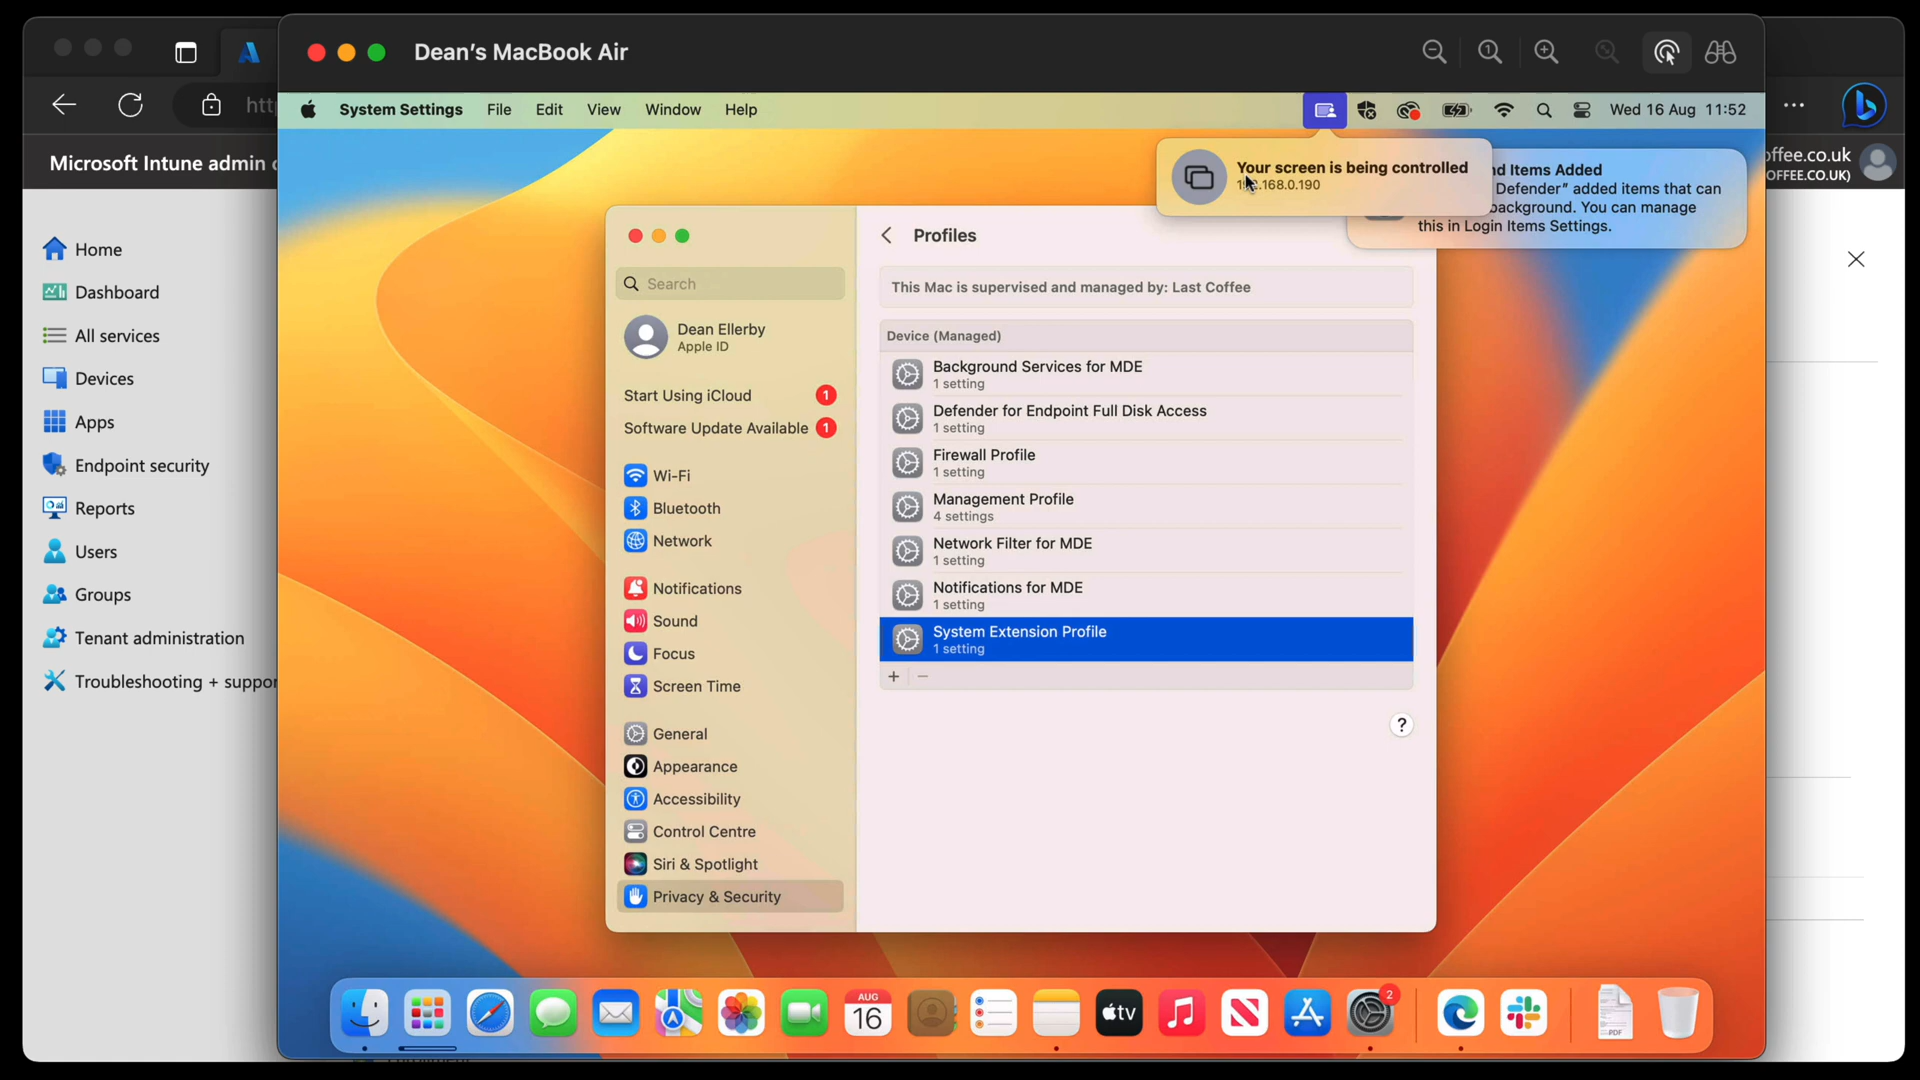 Dean's MacBook Air
System Settings File Edit View Window Help
Wed 16 Aug 11:52
Your screen is being controlled
.168.0.190
nd Items Added
Defender" added items that can
background. You can manage
this in Login Items Settings.
htt
Microsoft Intune admin c
offee.co.uk
OFFEE.CO.UK)
Home
Dashboard
All services
Devices
Apps
Endpoint security
Reports
Users
Groups
Tenant administration
Troubleshooting + suppor
Search
Dean Ellerby
Apple ID
Start Using iCloud 1
Software Update Available 1
Wi-Fi
Bluetooth
Network
Notifications
Sound
Focus
Screen Time
General
Appearance
Accessibility
Control Centre
Siri & Spotlight
Privacy & Security
Profiles
This Mac is supervised and managed by: Last Coffee
Device (Managed)
Background Services for MDE
1 setting
Defender for Endpoint Full Disk Access
1 setting
Firewall Profile
1 setting
Management Profile
4 settings
Network Filter for MDE
1 setting
Notifications for MDE
1 setting
System Extension Profile
1 setting
+ −
?
AUG
16
tv
2
PDF